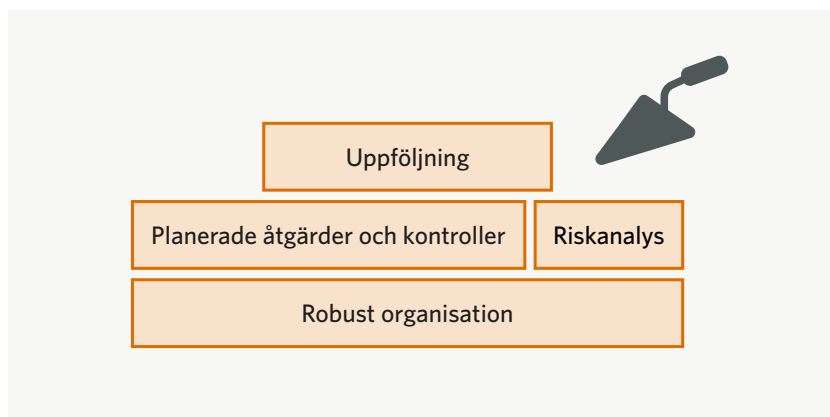 Uppföljning
Planerade åtgärder och kontroller
Riskanalys
Robust organisation